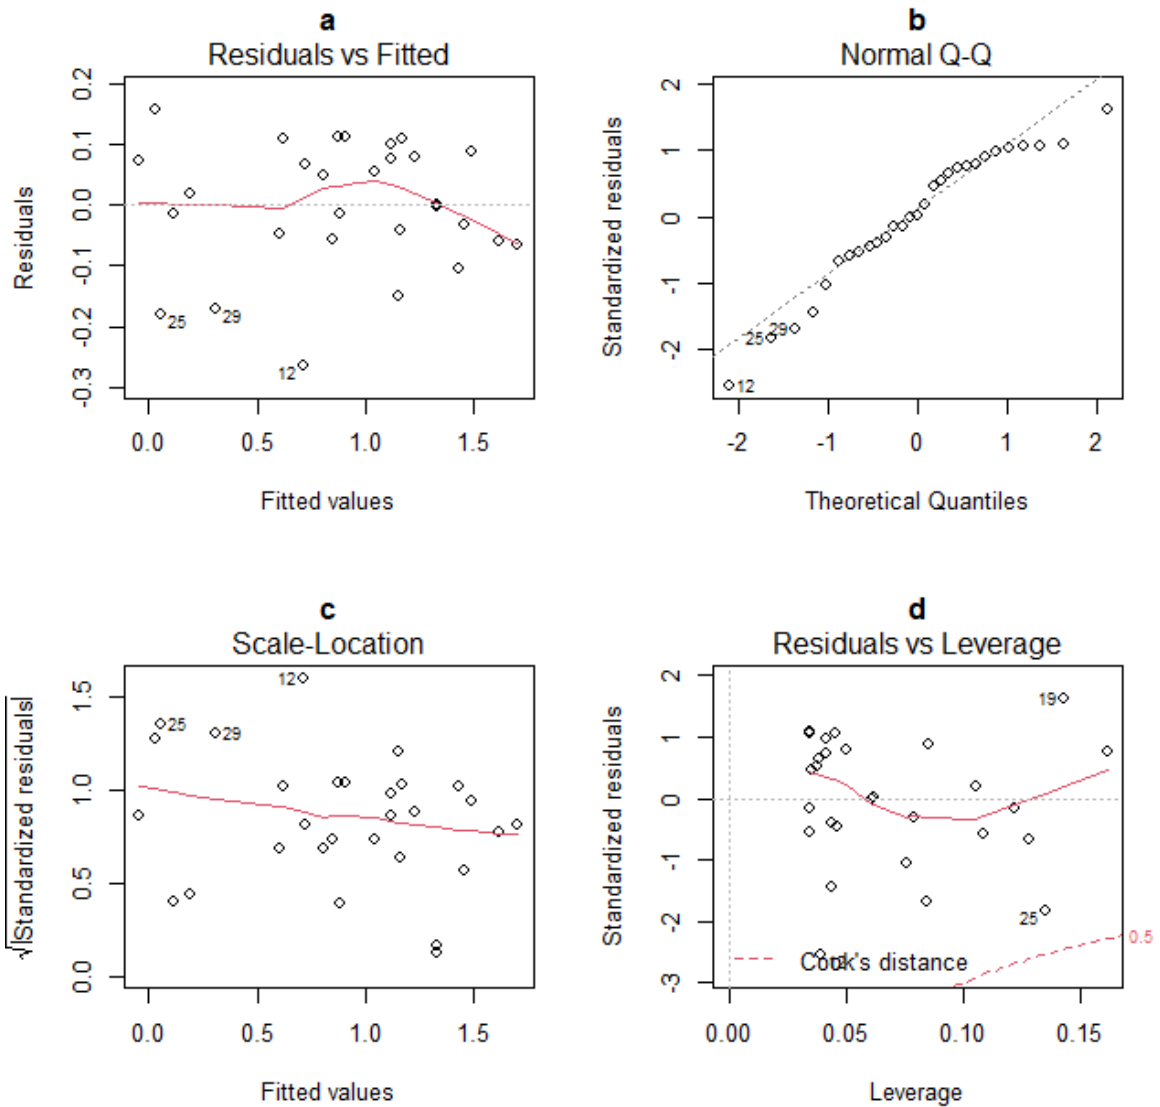 a
Residuals vs Fitted
Residuals
0.2
0.1
0.0
-0.1
-0.2
-0.3
25
29
12
0.0 0.5 1.0 1.5
Fitted values
b
Normal Q-Q
Standardized residuals
2
1
0
-1
-2
25
29
12
-2 -1 0 1 2
Theoretical Quantiles
c
Scale-Location
√|Standardized residuals|
1.5
1.0
0.5
0.0
12
25
29
0.0 0.5 1.0 1.5
Fitted values
d
Residuals vs Leverage
Standardized residuals
2
1
0
-1
-2
-3
19
25
12
Cook's distance
0.5
0.00 0.05 0.10 0.15
Leverage